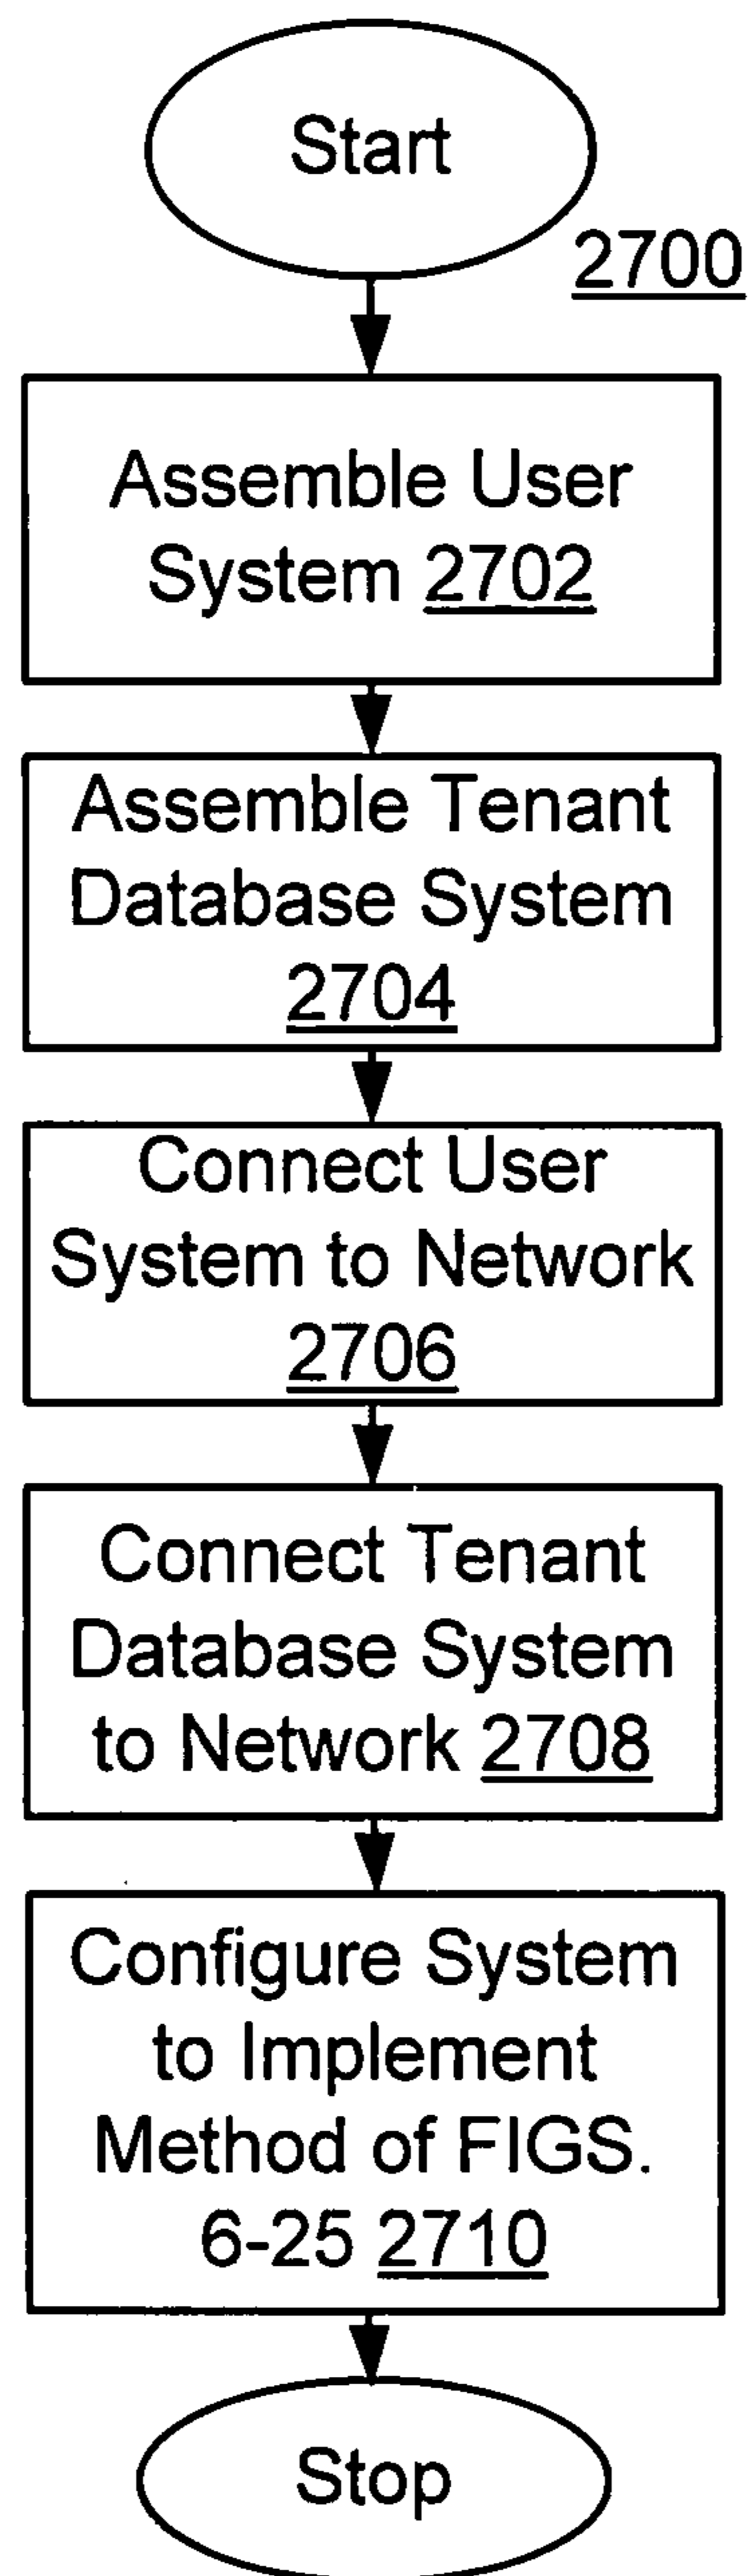 Start
2700
Assemble User
System 2702
Assemble Tenant
Database System
2704
Connect User
System to Network
2706
Connect Tenant
Database System
to Network 2708
Configure System
to Implement
Method of FIGS.
6-25 2710
Stop